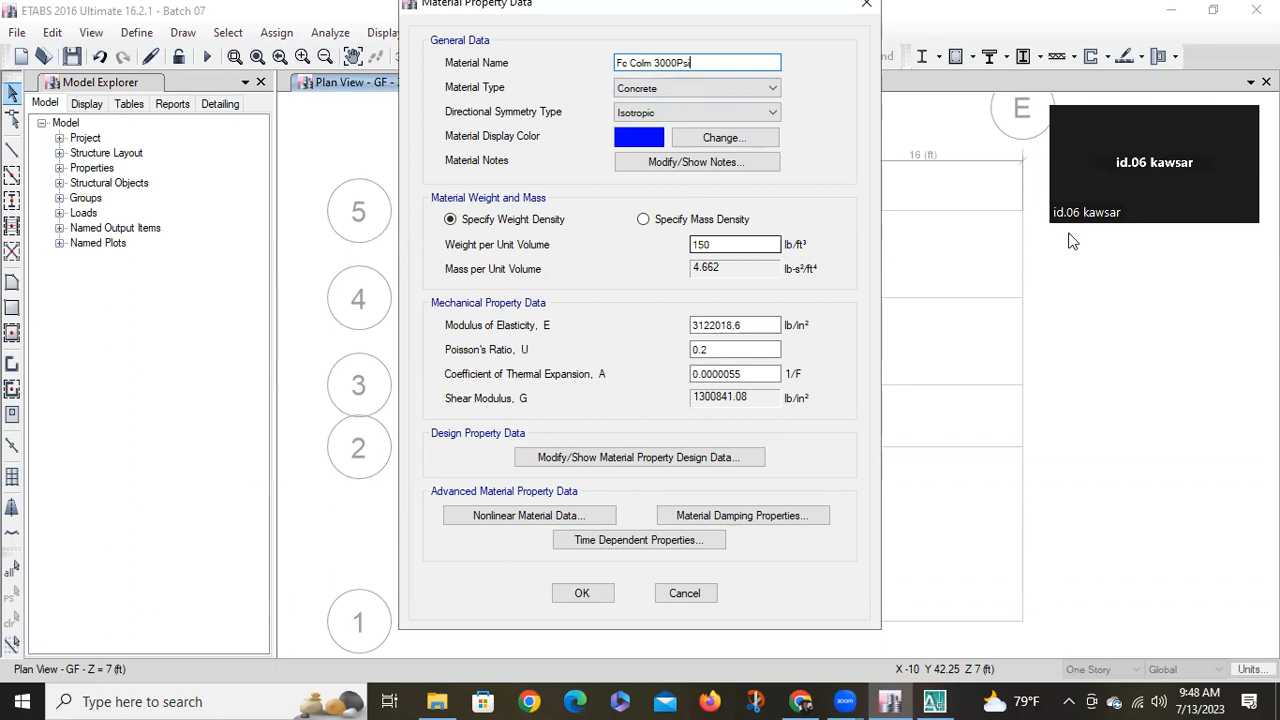 ETABS 2016 Ultimate 16.2.1 - Batch 07
Material Property Data
File Edit View Define Draw Select Assign Analyze Display
Model Explorer
Plan View - GF - Z
Model Display Tables Reports Detailing
Model
Project
Structure Layout
Properties
Structural Objects
Groups
Loads
Named Output Items
Named Plots
5
4
3
2
1
E
16 (ft)
General Data
Material Name Fc Colm 3000Psi
Material Type Concrete
Directional Symmetry Type Isotropic
Material Display Color Change...
Material Notes Modify/Show Notes...
Material Weight and Mass
Specify Weight Density Specify Mass Density
Weight per Unit Volume 150 lb/ft³
Mass per Unit Volume 4.662 lb-s²/ft⁴
Mechanical Property Data
Modulus of Elasticity, E 3122018.6 lb/in²
Poisson's Ratio, U 0.2
Coefficient of Thermal Expansion, A 0.0000055 1/F
Shear Modulus, G 1300841.08 lb/in²
Design Property Data
Modify/Show Material Property Design Data...
Advanced Material Property Data
Nonlinear Material Data... Material Damping Properties...
Time Dependent Properties...
OK Cancel
id.06 kawsar
id.06 kawsar
all
ps
clr
Plan View - GF - Z = 7 (ft) X -10 Y 42.25 Z 7 (ft) One Story Global Units...
Type here to search
zoom
79°F
9:48 AM
7/13/2023